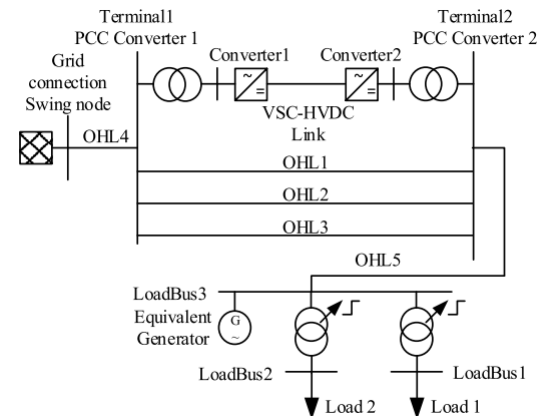 Terminal1
PCC Converter 1
Terminal2
PCC Converter 2
Grid
connection
Swing node
Converter1
Converter2
~
=
~
=
VSC-HVDC
Link
OHL4
OHL1
OHL2
OHL3
OHL5
LoadBus3
Equivalent
Generator
G
~
LoadBus2
LoadBus1
Load 2
Load 1